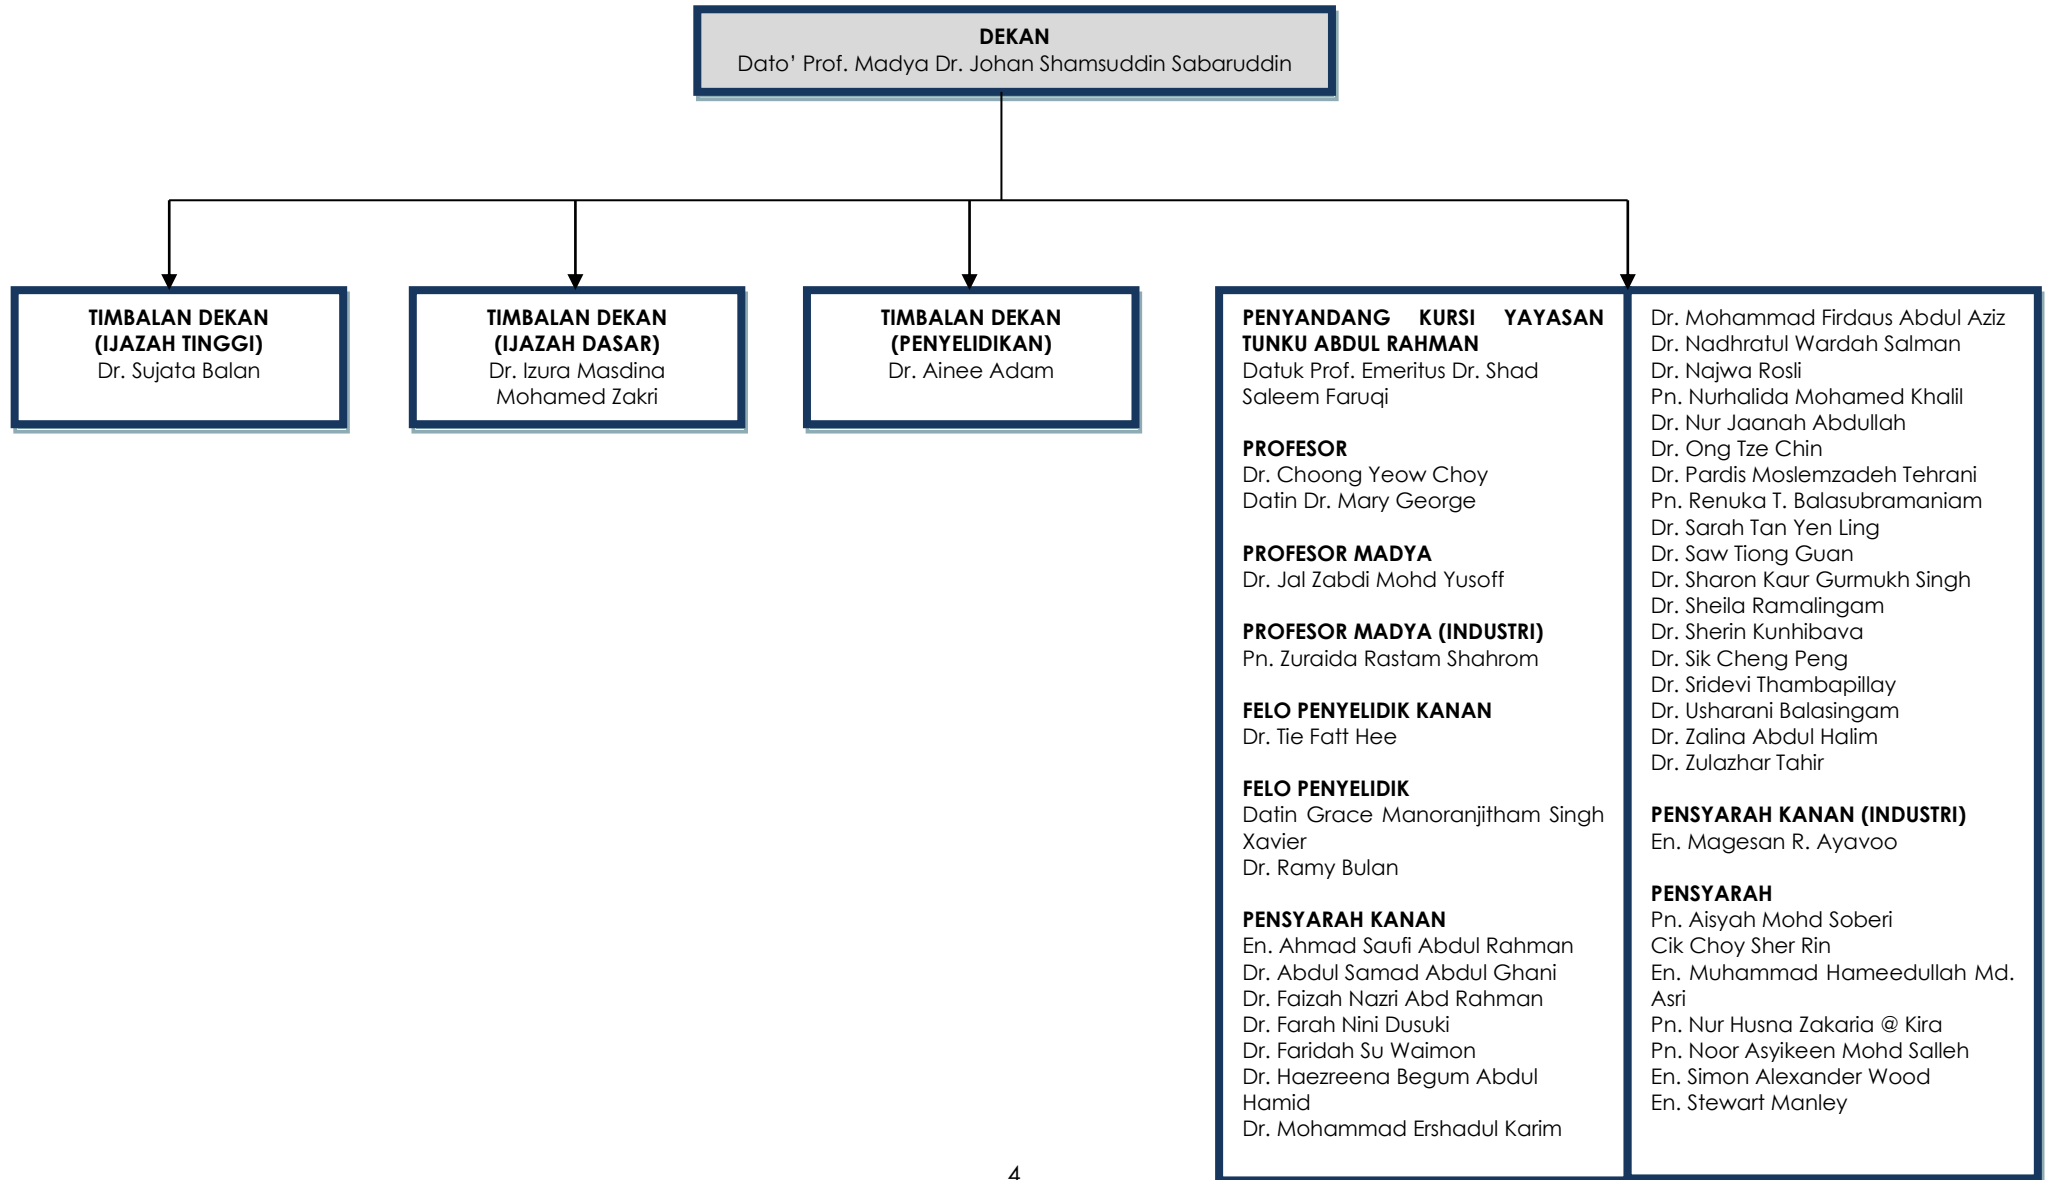 DEKAN
Dato’ Prof. Madya Dr. Johan Shamsuddin Sabaruddin
TIMBALAN DEKAN
(IJAZAH TINGGI)
Dr. Sujata Balan
TIMBALAN DEKAN
(IJAZAH DASAR)
Dr. Izura Masdina
Mohamed Zakri
TIMBALAN DEKAN
(PENYELIDIKAN)
Dr. Ainee Adam
PENYANDANG KURSI YAYASAN
TUNKU ABDUL RAHMAN
Datuk Prof. Emeritus Dr. Shad
Saleem Faruqi
PROFESOR
Dr. Choong Yeow Choy
Datin Dr. Mary George
PROFESOR MADYA
Dr. Jal Zabdi Mohd Yusoff
PROFESOR MADYA (INDUSTRI)
Pn. Zuraida Rastam Shahrom
FELO PENYELIDIK KANAN
Dr. Tie Fatt Hee
FELO PENYELIDIK
Datin Grace Manoranjitham Singh
Xavier
Dr. Ramy Bulan
PENSYARAH KANAN
En. Ahmad Saufi Abdul Rahman
Dr. Abdul Samad Abdul Ghani
Dr. Faizah Nazri Abd Rahman
Dr. Farah Nini Dusuki
Dr. Faridah Su Waimon
Dr. Haezreena Begum Abdul
Hamid
Dr. Mohammad Ershadul Karim
Dr. Mohammad Firdaus Abdul Aziz
Dr. Nadhratul Wardah Salman
Dr. Najwa Rosli
Pn. Nurhalida Mohamed Khalil
Dr. Nur Jaanah Abdullah
Dr. Ong Tze Chin
Dr. Pardis Moslemzadeh Tehrani
Pn. Renuka T. Balasubramaniam
Dr. Sarah Tan Yen Ling
Dr. Saw Tiong Guan
Dr. Sharon Kaur Gurmukh Singh
Dr. Sheila Ramalingam
Dr. Sherin Kunhibava
Dr. Sik Cheng Peng
Dr. Sridevi Thambapillay
Dr. Usharani Balasingam
Dr. Zalina Abdul Halim
Dr. Zulazhar Tahir
PENSYARAH KANAN (INDUSTRI)
En. Magesan R. Ayavoo
PENSYARAH
Pn. Aisyah Mohd Soberi
Cik Choy Sher Rin
En. Muhammad Hameedullah Md.
Asri
Pn. Nur Husna Zakaria @ Kira
Pn. Noor Asyikeen Mohd Salleh
En. Simon Alexander Wood
En. Stewart Manley
4